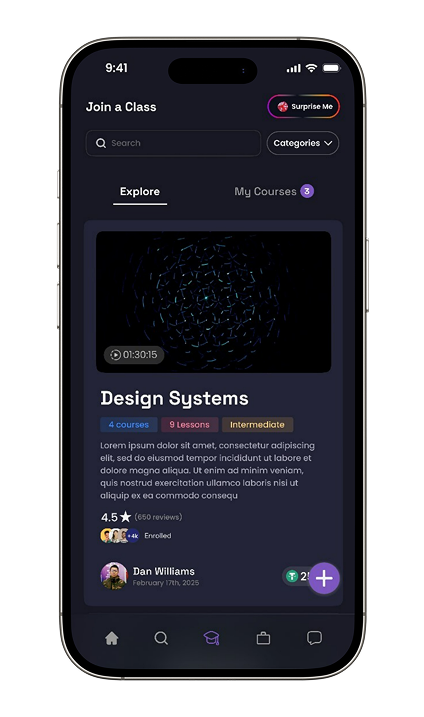 9:41
Join a Class
Surprise Me
Search
Categories
Explore
My Courses 3
01:30:15
Design Systems
4 courses
9 Lessons
Intermediate
Lorem ipsum dolor sit amet, consectetur adipiscing
elit, sed do eiusmod tempor incididunt ut labore et
dolore magna aliqua. Ut enim ad minim veniam,
quis nostrud exercitation ullamco laboris nisi ut
aliquip ex ea commodo consequ
4.5 (650 reviews)
+4k Enrolled
Dan Williams
February 17th, 2025